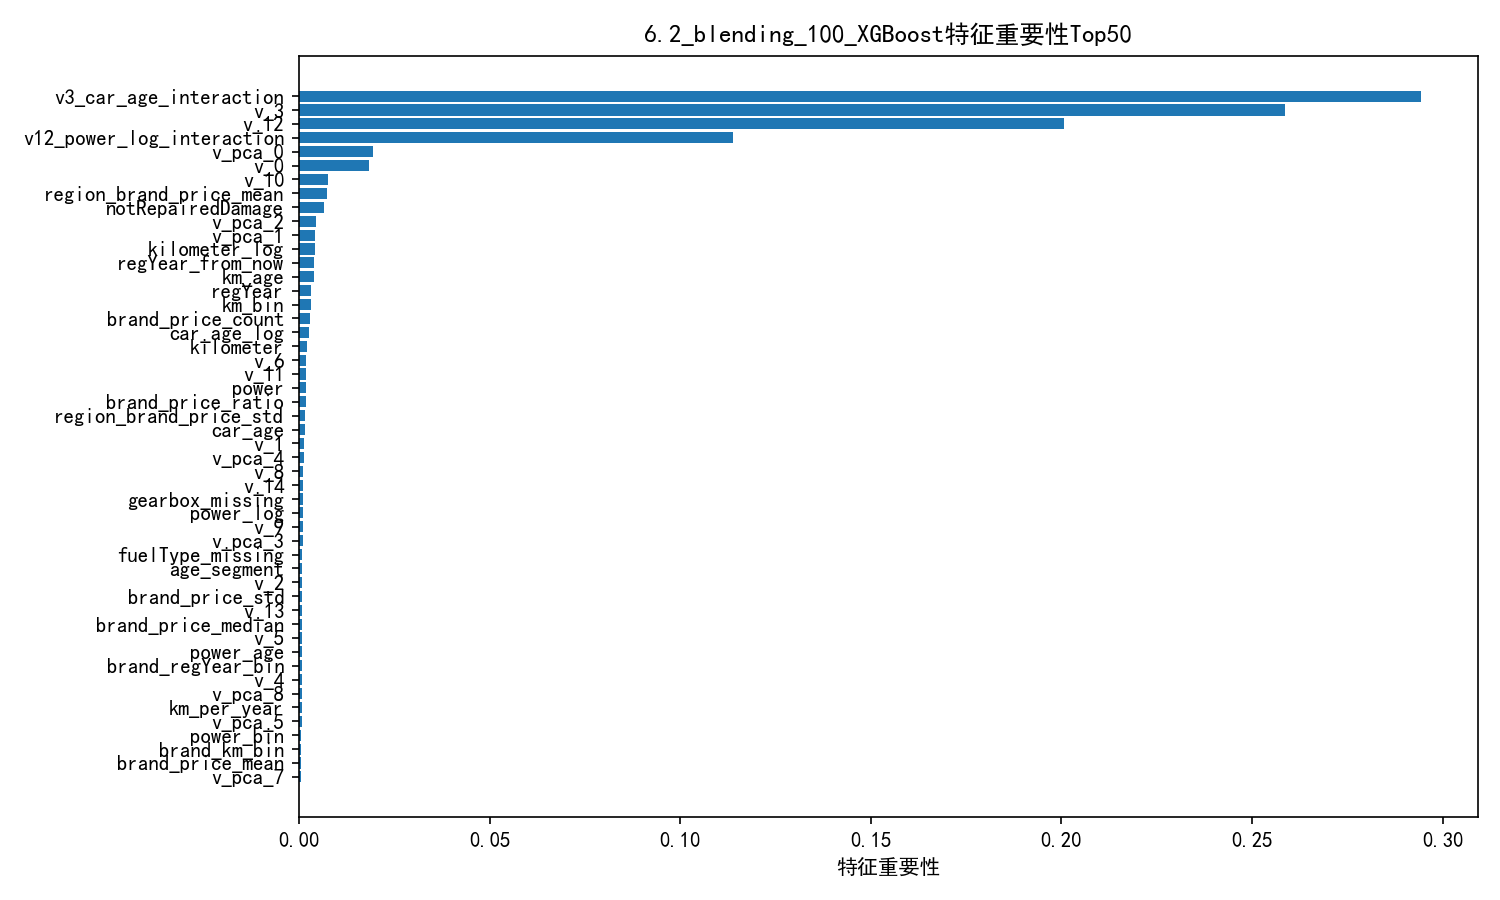 6.2_blending_100_XGBoost特征重要性Top50
v3_car_age_interaction
v_3
v_12
v12_power_log_interaction
v_pca_0
v_0
v_10
region_brand_price_mean
notRepairedDamage
v_pca_2
v_pca_1
kilometer_log
regYear_from_now
km_age
regYear
km_bin
brand_price_count
car_age_log
kilometer
v_6
v_11
power
brand_price_ratio
region_brand_price_std
car_age
v_1
v_pca_4
v_8
v_14
gearbox_missing
power_log
v_9
v_pca_3
fuelType_missing
age_segment
v_2
brand_price_std
v_13
brand_price_median
v_5
power_age
brand_regYear_bin
v_4
v_pca_8
km_per_year
v_pca_5
power_bin
brand_km_bin
brand_price_mean
v_pca_7
0.00 0.05 0.10 0.15 0.20 0.25 0.30
特征重要性